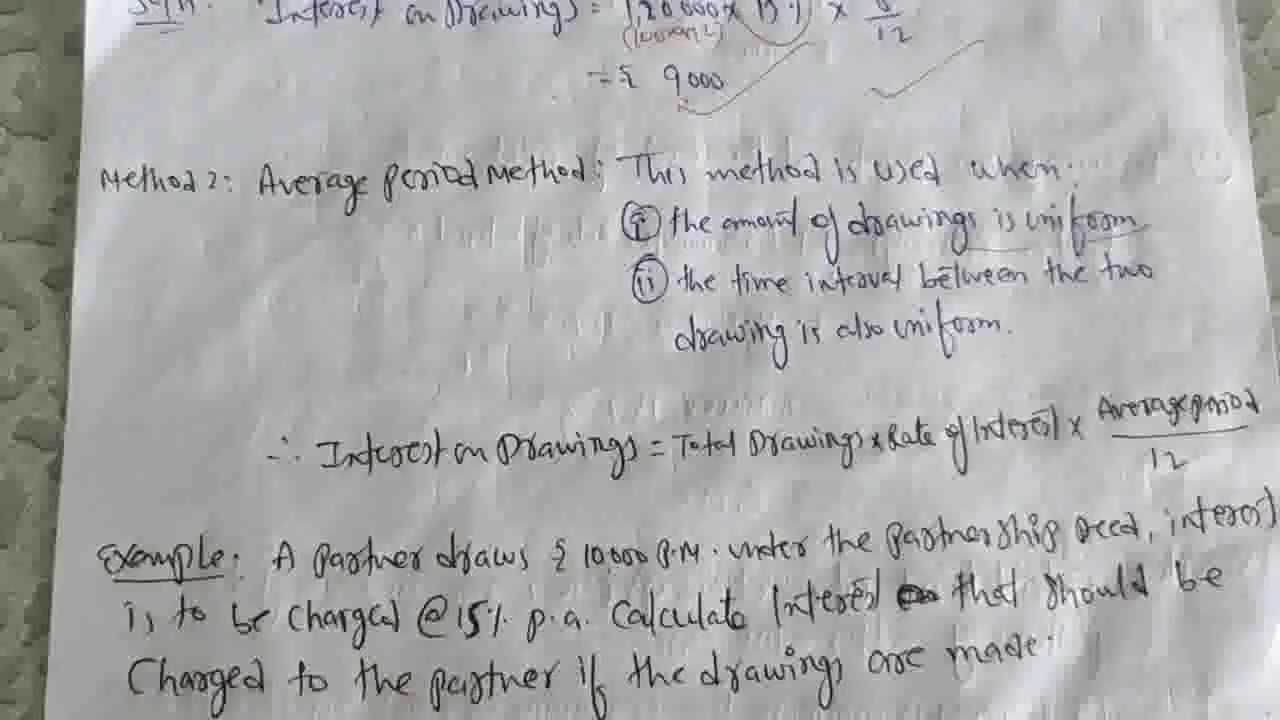 Interest on Drawings = 1,20,000 × 15% × 6/12
(10000×12)
= ₹ 9000
Method 2: Average Period Method: This method is used when:
(i) the amount of drawings is uniform
(ii) the time interval between the two
drawing is also uniform.
∴ Interest on Drawings = Total Drawings × Rate of Interest × Average period / 12
Example: A partner draws ₹ 10,000 P.M. under the partnership deed, interest
is to be charged @ 15% p.a. Calculate Interest that should be
Charged to the partner if the drawings are made: